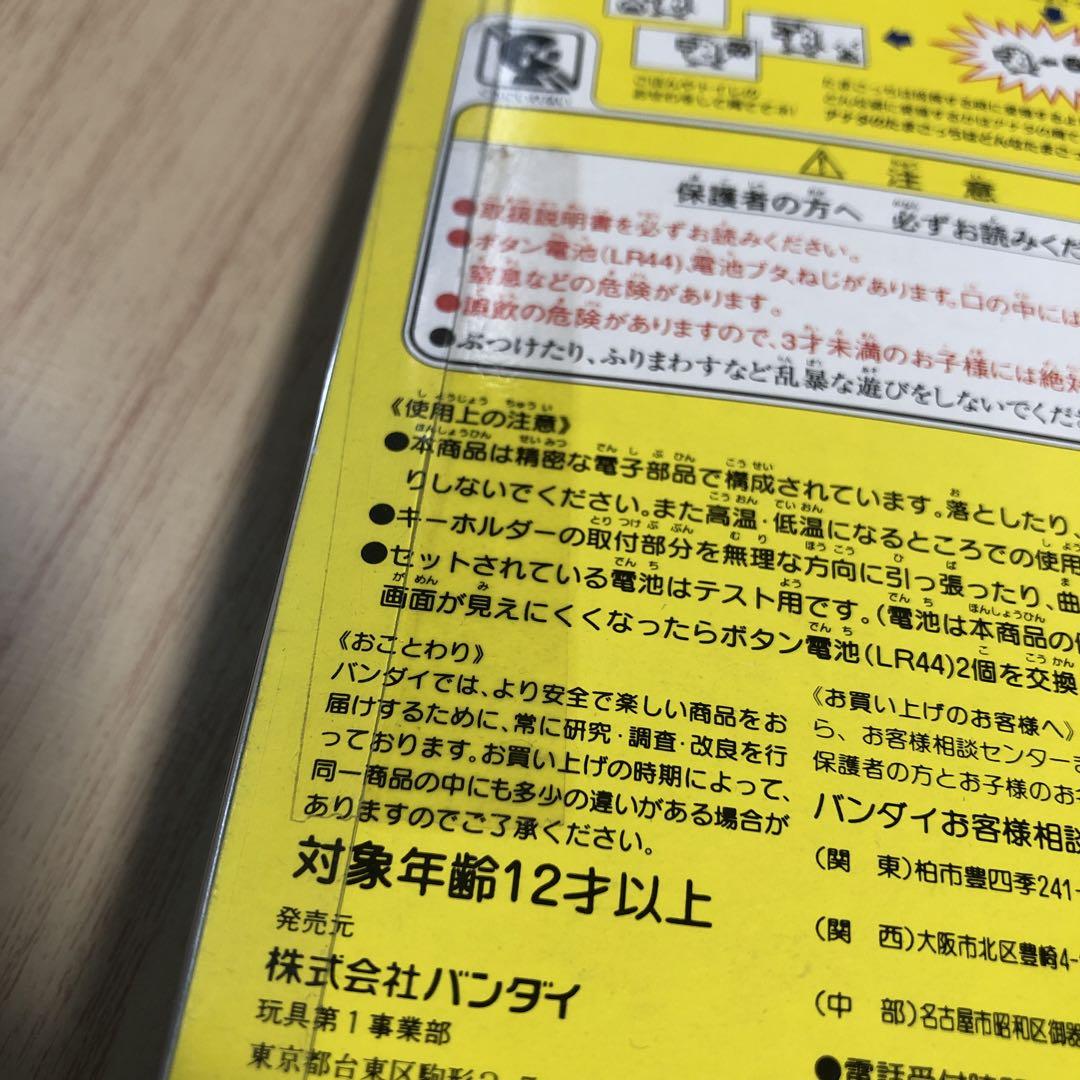 注意
保護者の方へ 必ずお読みくだ
●取扱説明書を必ずお読みください。
●ボタン電池(LR44)、電池ブタ、ねじがあります。口の中には
窒息などの危険があります。
●誤飲の危険がありますので、3才未満のお子様には絶対
●ぶつけたり、ふりまわすなど乱暴な遊びをしないでくだ
《使用上の注意》
●本商品は精密な電子部品で構成されています。落としたり、
りしないでください。また高温・低温になるところでの使用
●キーホルダーの取付部分を無理な方向に引っ張ったり、曲
●セットされている電池はテスト用です。(電池は本商品の
画面が見えにくくなったらボタン電池(LR44)2個を交換
《おことわり》
バンダイでは、より安全で楽しい商品をお
届けするために、常に研究・調査・改良を行
っております。お買い上げの時期によって、
同一商品の中にも多少の違いがある場合が
ありますのでご了承ください。
対象年齢12才以上
発売元
株式会社バンダイ
玩具第1事業部
東京都台東区駒形2-5
《お買い上げのお客様へ》
ら、お客様相談センター
保護者の方とお子様のお
バンダイお客様相談
(関 東)柏市豊四季241-
(関 西)大阪市北区豊崎4-
(中 部)名古屋市昭和区御器
●電話受付時間